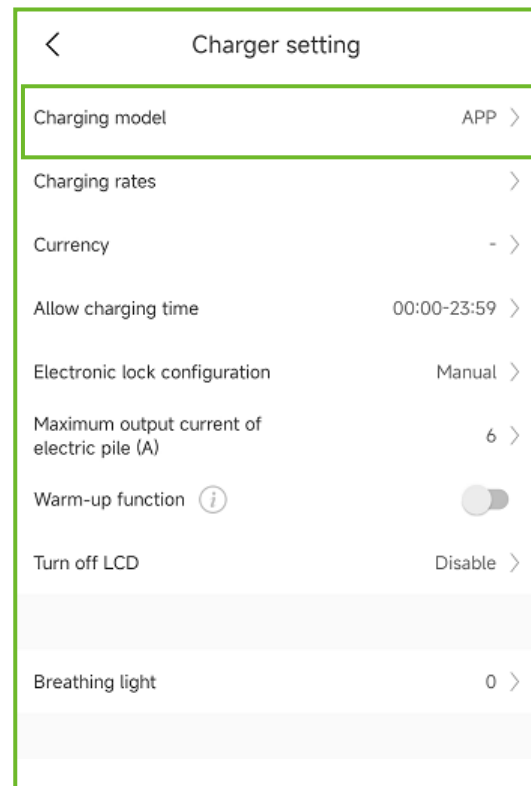 Charger setting
Charging model APP
Charging rates
Currency -
Allow charging time 00:00-23:59
Electronic lock configuration Manual
Maximum output current of
electric pile (A) 6
Warm-up function i
Turn off LCD Disable
Breathing light 0